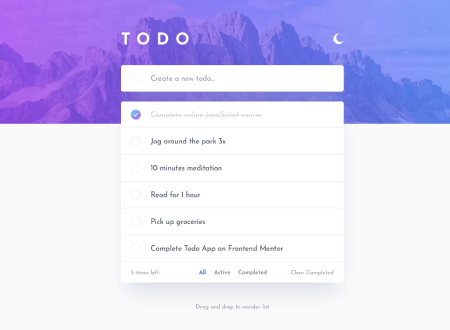 TODO
Create a new todo...
Complete online JavaScript course
Jog around the park 3x
10 minutes meditation
Read for 1 hour
Pick up groceries
Complete Todo App on Frontend Mentor
5 items left All Active Completed Clear Completed
Drag and drop to reorder list